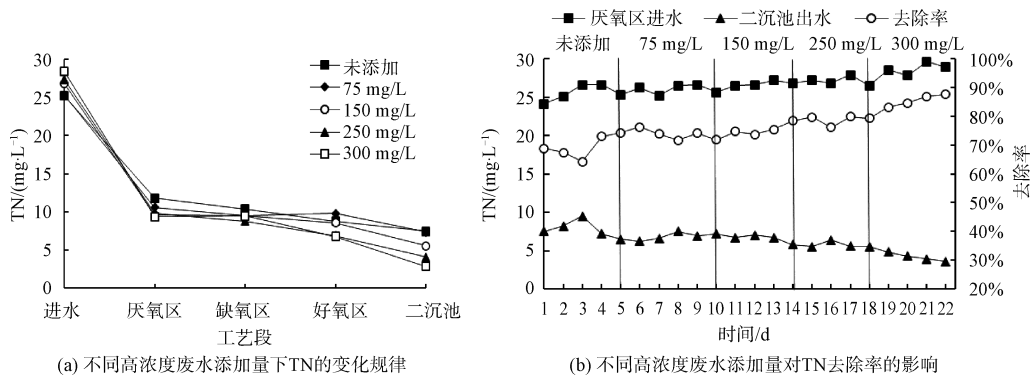 30
25
20
15
10
5
0
TN/(mg·L⁻¹)
未添加
75 mg/L
150 mg/L
250 mg/L
300 mg/L
进水 厌氧区 缺氧区 好氧区 二沉池
工艺段
(a) 不同高浓度废水添加量下TN的变化规律
厌氧区进水 二沉池出水 去除率
未添加 75 mg/L 150 mg/L 250 mg/L 300 mg/L
30
25
20
15
10
5
0
TN/(mg·L⁻¹)
100%
90%
80%
70%
60%
50%
40%
30%
20%
去除率
1 2 3 4 5 6 7 8 9 10 11 12 13 14 15 16 17 18 19 20 21 22
时间/d
(b) 不同高浓度废水添加量对TN去除率的影响